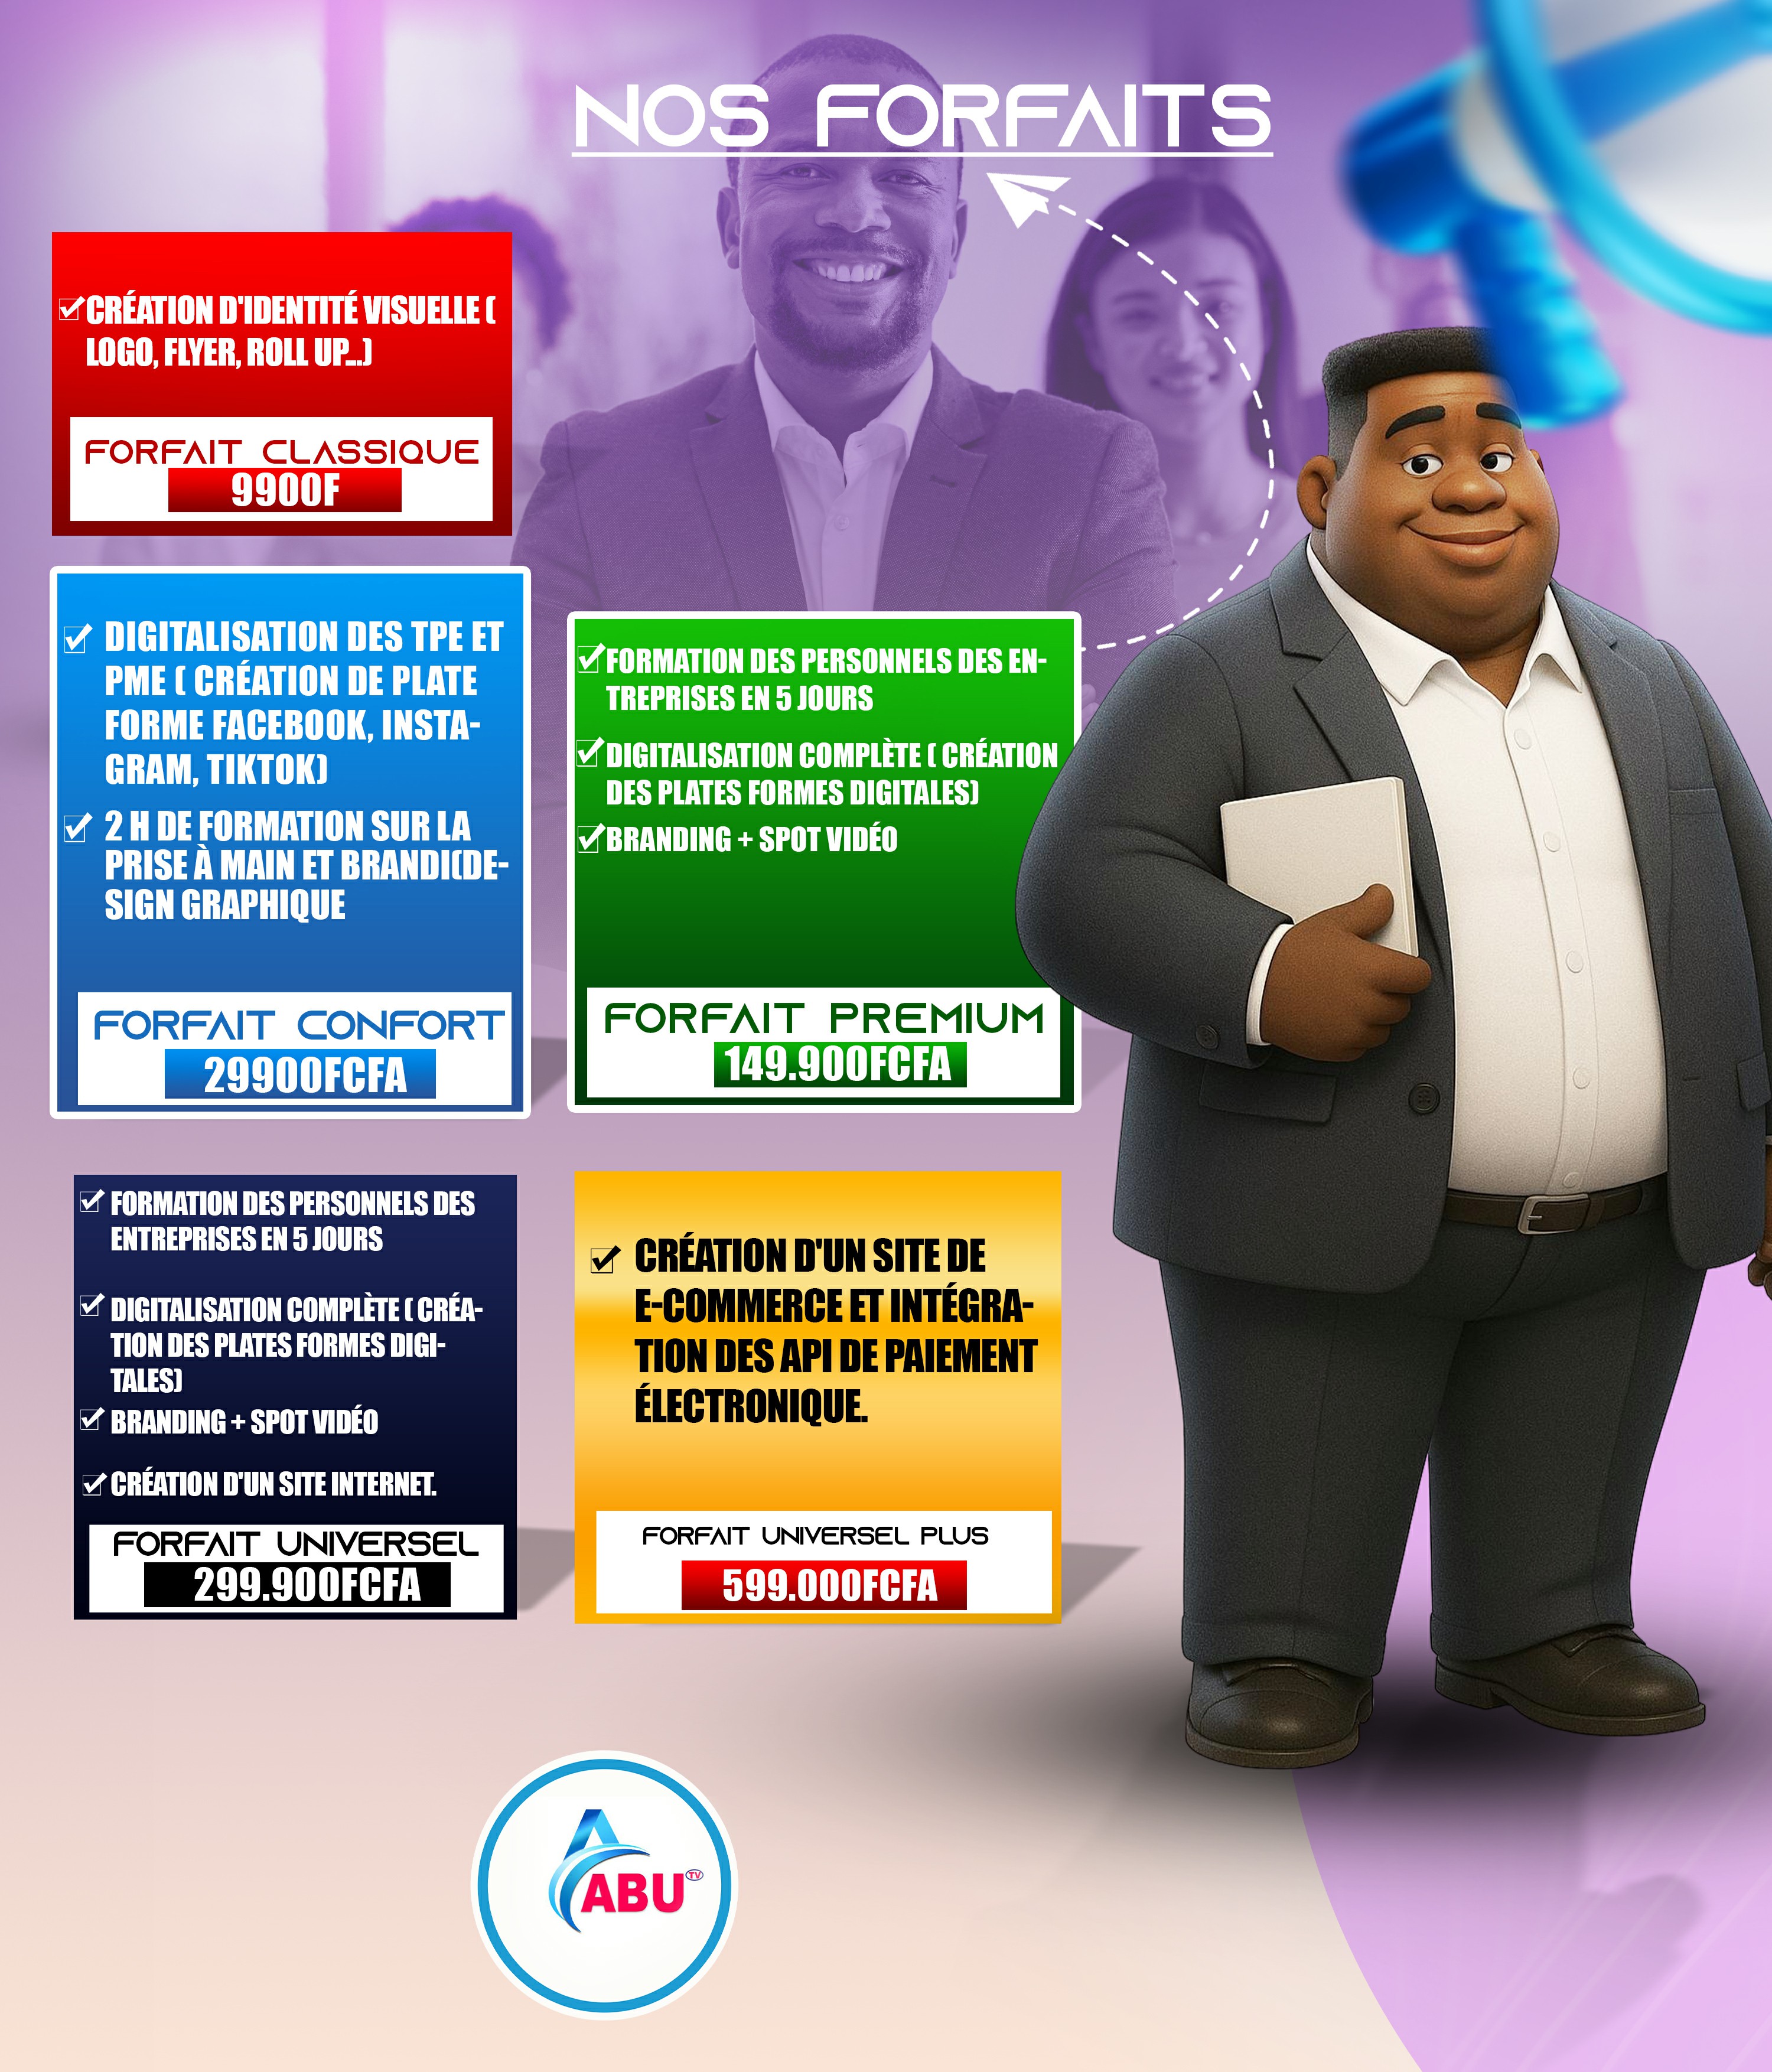 NOS FORFAITS
CRÉATION D'IDENTITÉ VISUELLE (
LOGO, FLYER, ROLL UP...)
FORFAIT CLASSIQUE
9900F
DIGITALISATION DES TPE ET
PME ( CRÉATION DE PLATE
FORME FACEBOOK, INSTA-
GRAM, TIKTOK)
2 H DE FORMATION SUR LA
PRISE À MAIN ET BRANDI(DE-
SIGN GRAPHIQUE
FORFAIT CONFORT
29900FCFA
FORMATION DES PERSONNELS DES EN-
TREPRISES EN 5 JOURS
DIGITALISATION COMPLÈTE ( CRÉATION
DES PLATES FORMES DIGITALES)
BRANDING + SPOT VIDÉO
FORFAIT PREMIUM
149.900FCFA
FORMATION DES PERSONNELS DES
ENTREPRISES EN 5 JOURS
DIGITALISATION COMPLÈTE ( CRÉA-
TION DES PLATES FORMES DIGI-
TALES)
BRANDING + SPOT VIDÉO
CRÉATION D'UN SITE INTERNET.
FORFAIT UNIVERSEL
299.900FCFA
CRÉATION D'UN SITE DE
E-COMMERCE ET INTÉGRA-
TION DES API DE PAIEMENT
ÉLECTRONIQUE.
FORFAIT UNIVERSEL PLUS
599.000FCFA
ABU TV